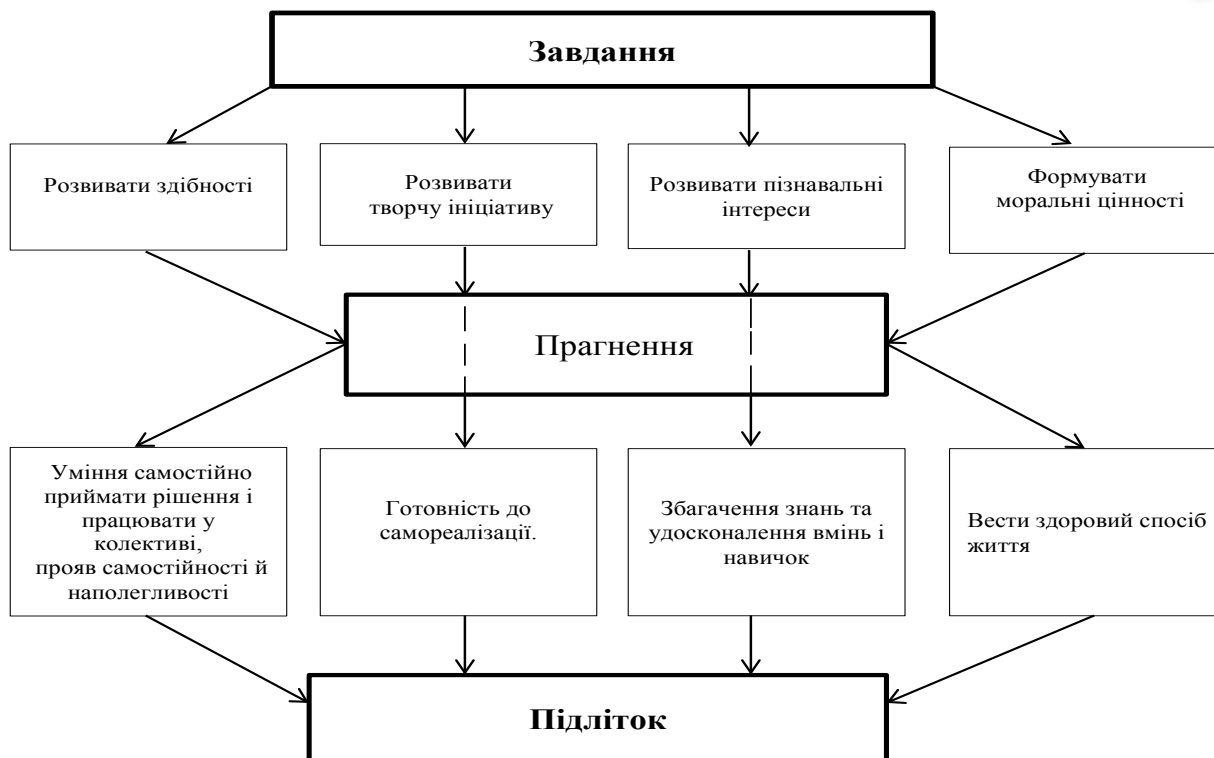 Завдання
Розвивати здібності
Розвивати
творчу ініціативу
Розвивати пізнавальні
інтереси
Формувати
моральні цінності
Прагнення
Уміння самостійно
приймати рішення і
працювати у
колективі,
прояв самостійності й
наполегливості
Готовність до
самореалізації.
Збагачення знань та
удосконалення вмінь і
навичок
Вести здоровий спосіб
життя
Підліток